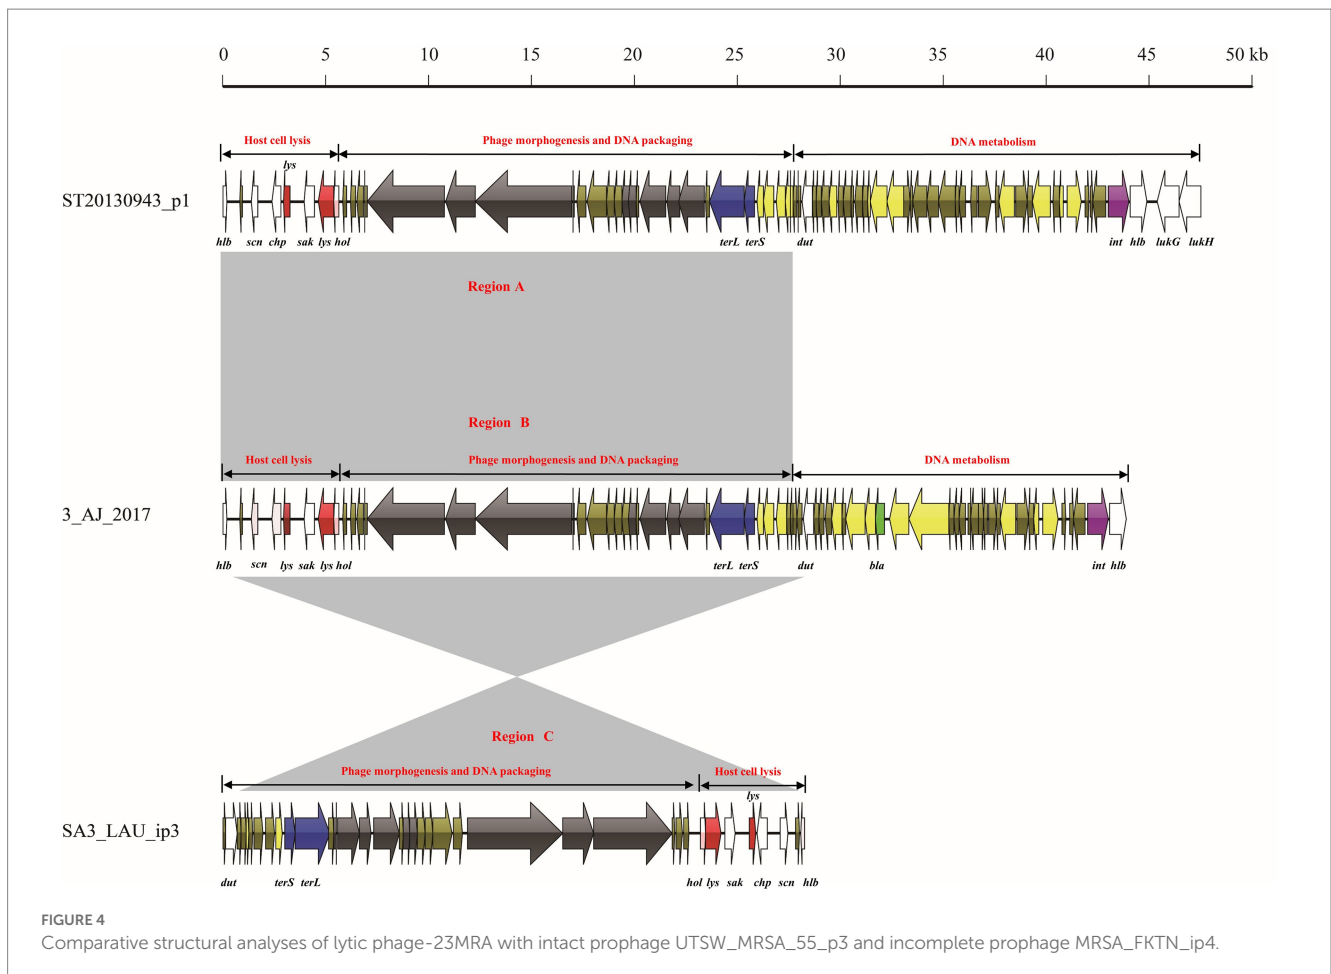 0 5 10 15 20 25 30 35 40 45 50 kb
Host cell lysis Phage morphogenesis and DNA packaging DNA metabolism
lys
ST20130943_p1
hlb scn chp sak lys hol terL terS dut int hlb lukG lukH
Region A
Region B
Host cell lysis Phage morphogenesis and DNA packaging DNA metabolism
3_AJ_2017
hlb scn lys sak lys hol terL terS dut bla int hlb
Region C
Phage morphogenesis and DNA packaging Host cell lysis
lys
SA3_LAU_ip3
dut terS terL hol lys sak chp scn hlb
FIGURE 4
Comparative structural analyses of lytic phage-23MRA with intact prophage UTSW_MRSA_55_p3 and incomplete prophage MRSA_FKTN_ip4.